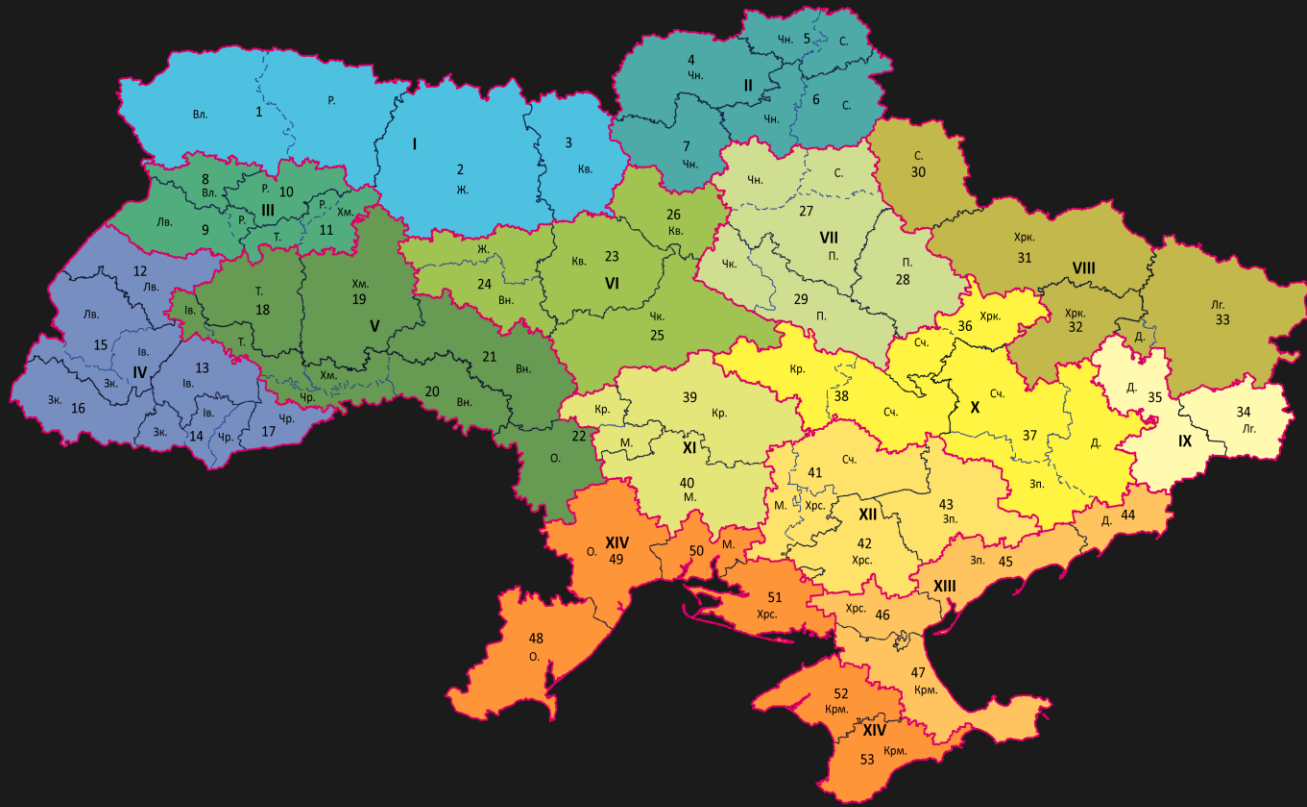 Чн. 5 С.
4
Чн.
II
6 С.
Чн.
7
Чн.
Вл. 1 Р.
I
2
Ж.
3
Кв.
8
Вл.
Р. 10
III
Р.
Т.
Р.
Хм.
11
Лв.
9
12
Лв.
Лв.
15
Ів.
Зк. IV
13
Ів.
Зк. 16
Ів.
Зк. 14 Чр.
17 Чр.
Ів.
Т.
18
Т.
Хм.
19
V
Хм.
Чр.
20 Вн.
21
Вн.
22
О.
Ж.
24
Вн.
Кв. 23
VI
26
Кв.
Чк.
25
Чн. С.
27
VII
П.
П.
28
Чк.
29
П.
С.
30
Хрк.
31
VIII
Хрк.
32
Д.
Лг.
33
34
Лг.
Д.
35
IX
36 Хрк.
Сч.
Кр.
38 Сч.
X
Сч.
37
Д.
Зп.
39
Кр.
Кр.
М.
XI
40
М.
41 Сч.
М. Хрс.
XII
42
Хрс.
43
Зп.
Д. 44
Зп. 45
XIII
Хрс.
46
47
Крм.
XIV
О.
49
50 М.
51
Хрс.
48
О.
52
Крм.
XIV
53 Крм.